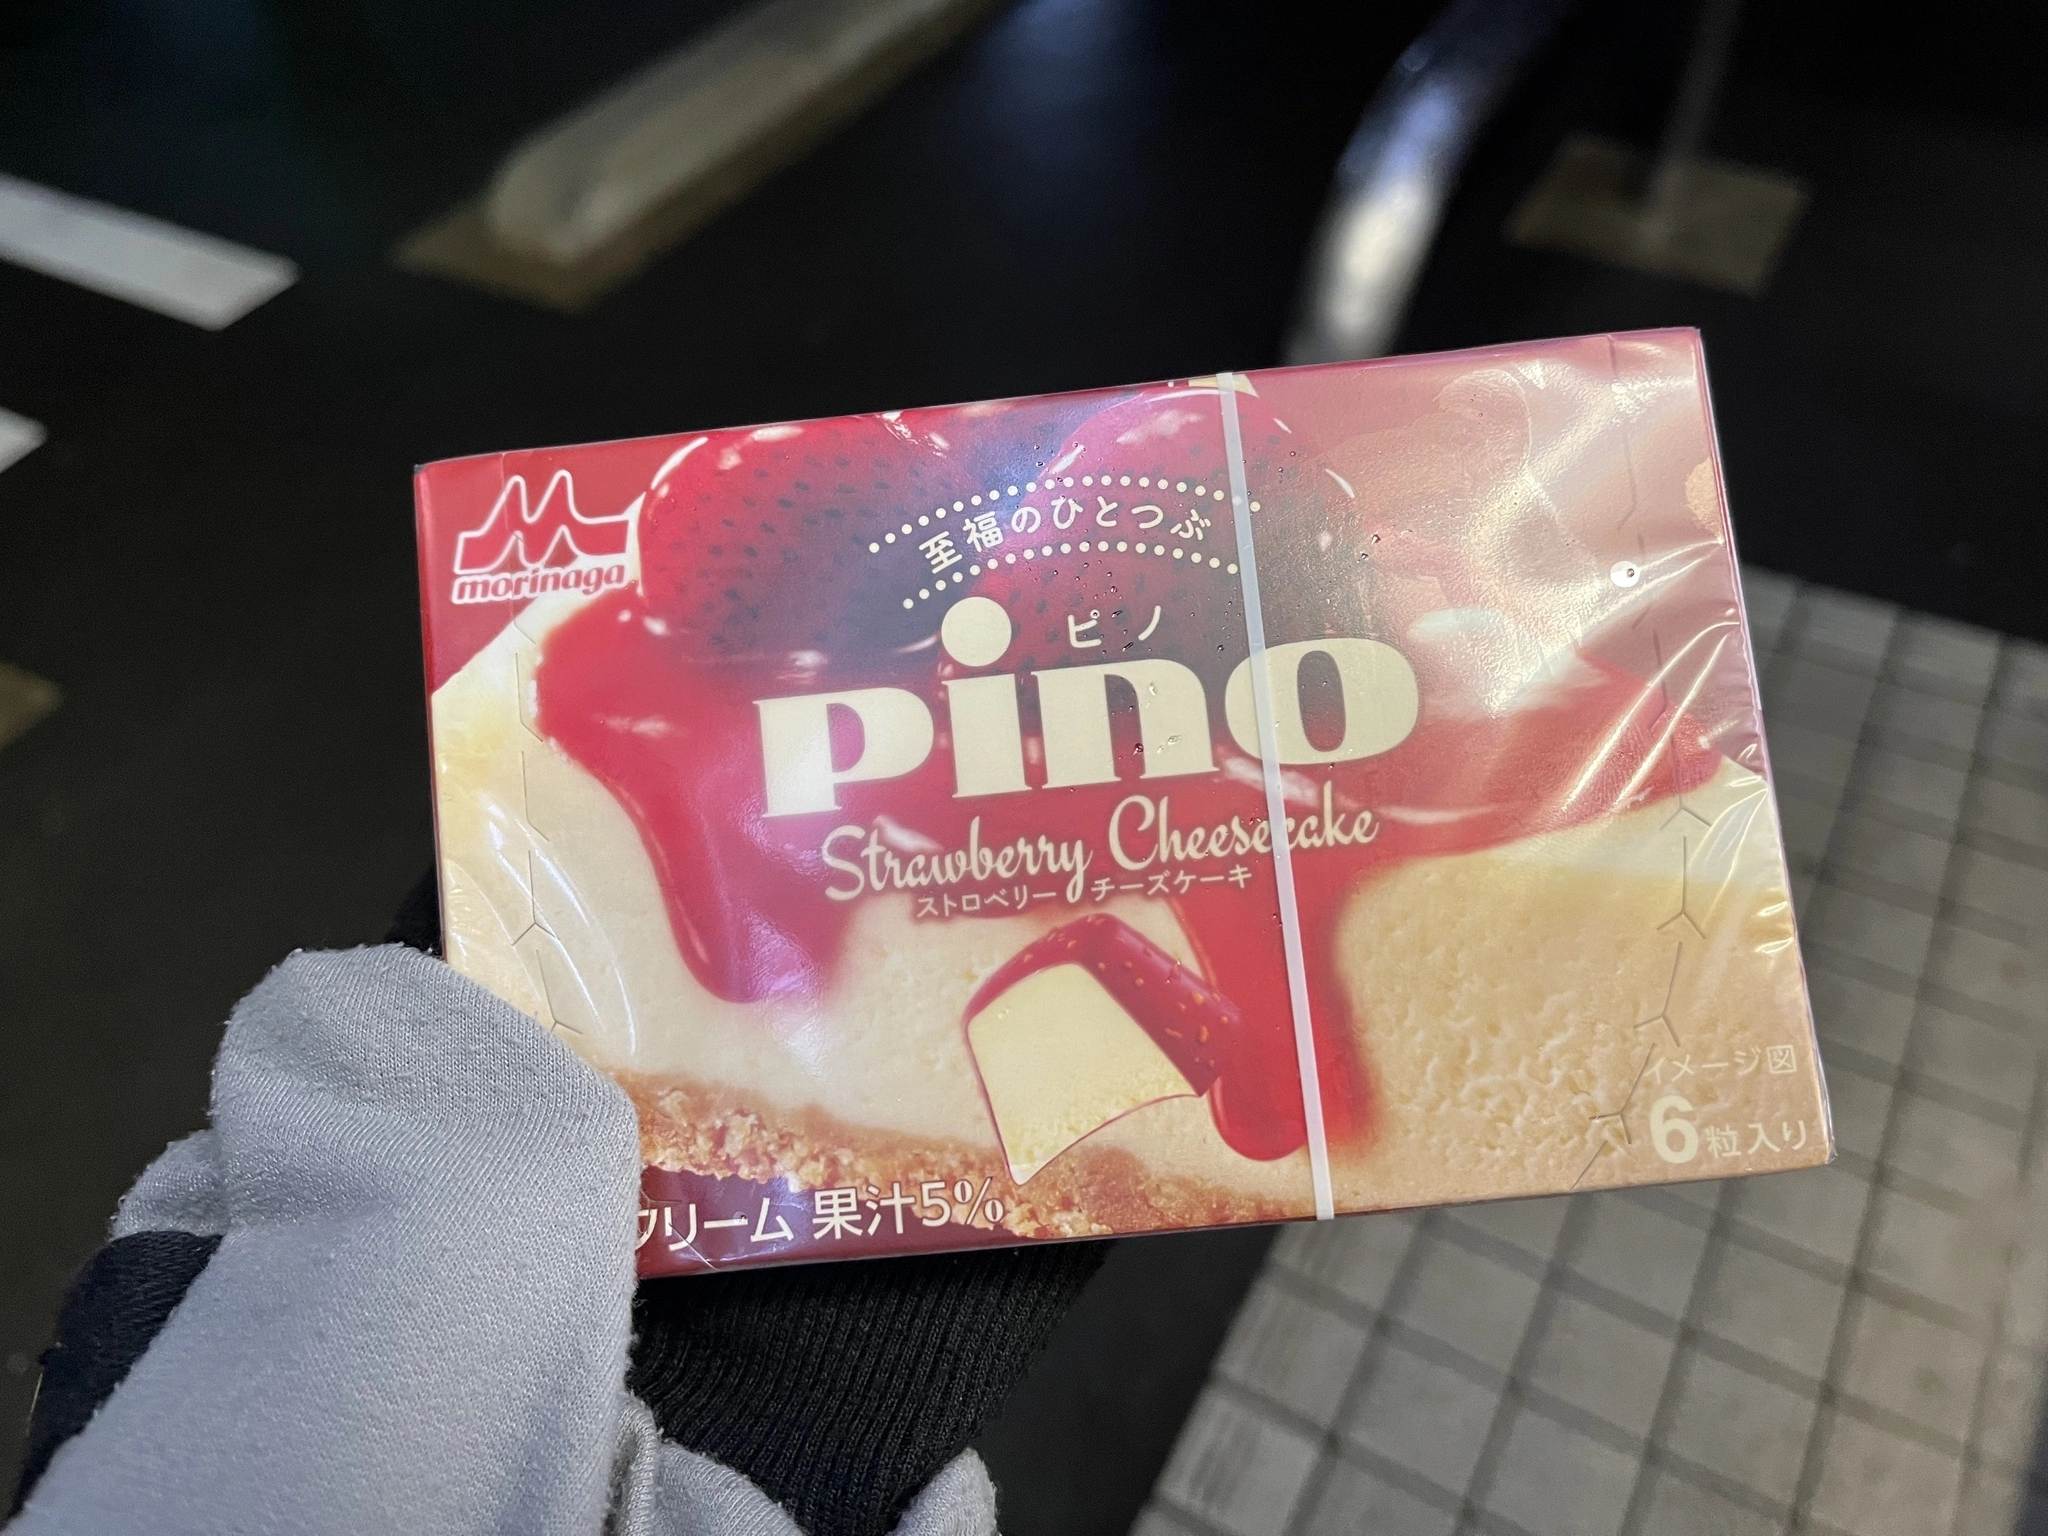 morinaga
至福のひとつぶ
ピノ
pino
Strawberry Cheesecake
ストロベリーチーズケーキ
イメージ図
6粒入り
クリーム 果汁5%